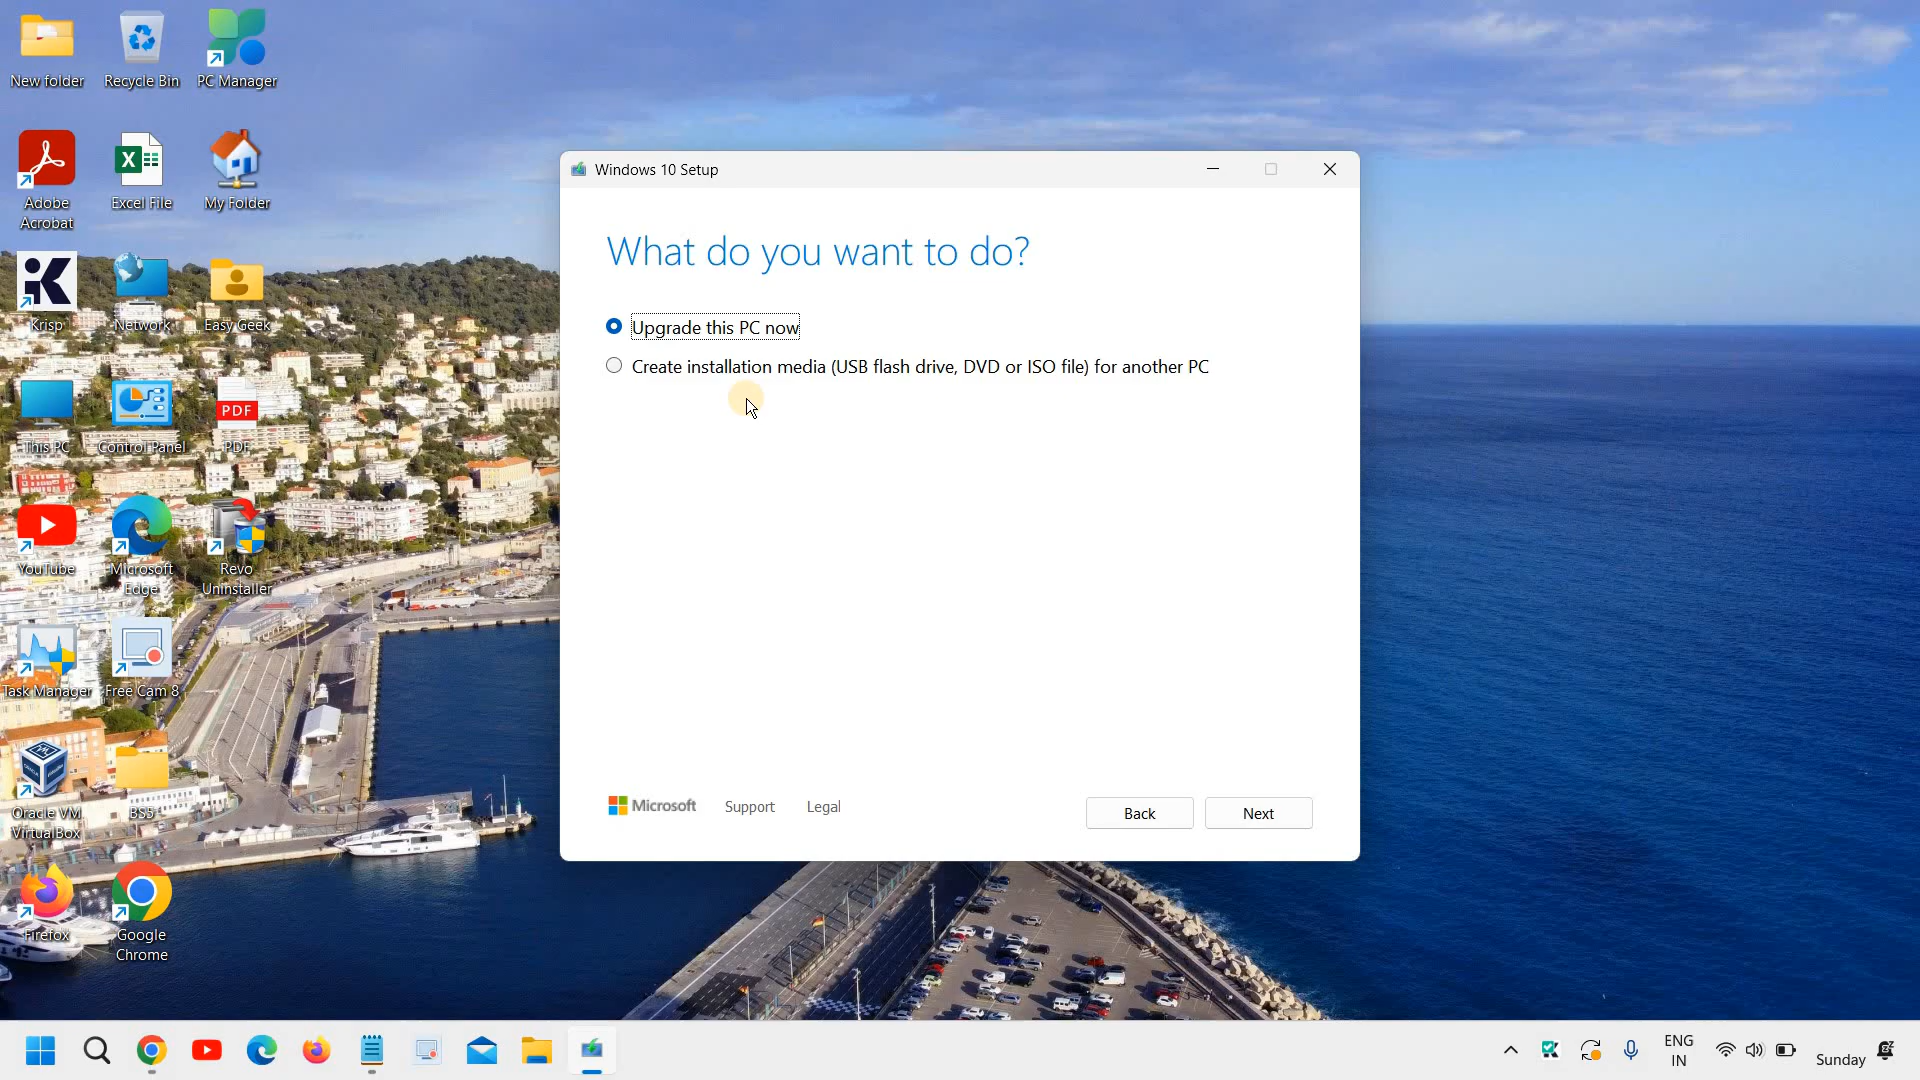 New folder
Recycle Bin
PC Manager
Adobe
Acrobat
Excel File
My Folder
Krisp
Network
Easy Geek
This PC
Control Panel
PDF
PDF
YouTube
Microsoft
Edge
Revo
Uninstaller
Task Manager
Free Cam 8
Oracle VM
VirtualBox
BS5
Firefox
Google
Chrome
Windows 10 Setup
What do you want to do?
Upgrade this PC now
Create installation media (USB flash drive, DVD or ISO file) for another PC
Microsoft
Support
Legal
Back
Next
ENG
IN
Sunday